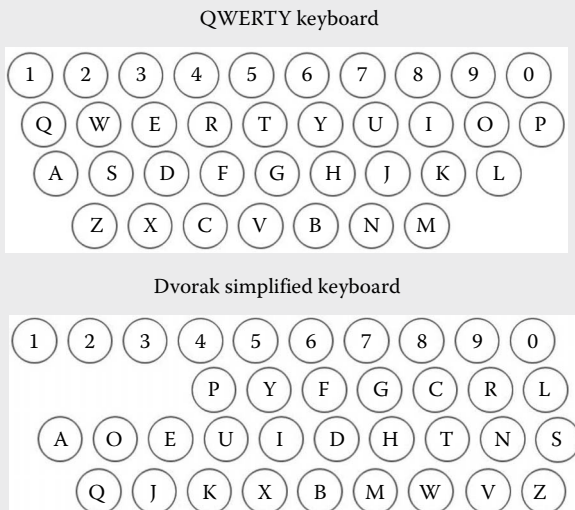 QWERTY keyboard
1 2 3 4 5 6 7 8 9 0
Q W E R T Y U I O P
A S D F G H J K L
Z X C V B N M
Dvorak simplified keyboard
1 2 3 4 5 6 7 8 9 0
P Y F G C R L
A O E U I D H T N S
Q J K X B M W V Z